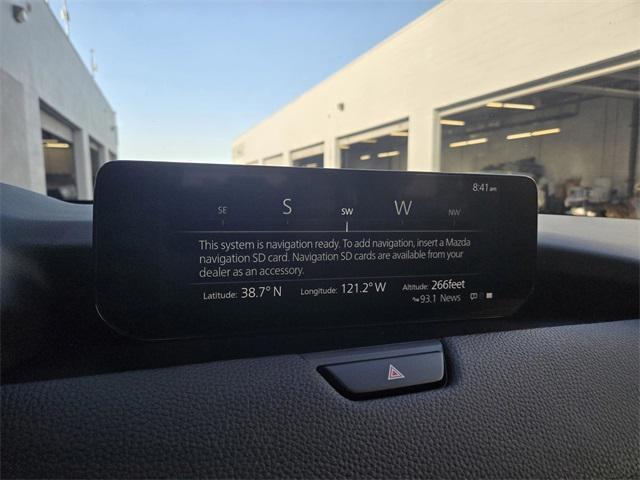 8:41 am
SE S SW W NW
This system is navigation ready. To add navigation, insert a Mazda
navigation SD card. Navigation SD cards are available from your
dealer as an accessory.
Latitude: 38.7° N Longitude: 121.2° W Altitude: 266feet
93.1 News